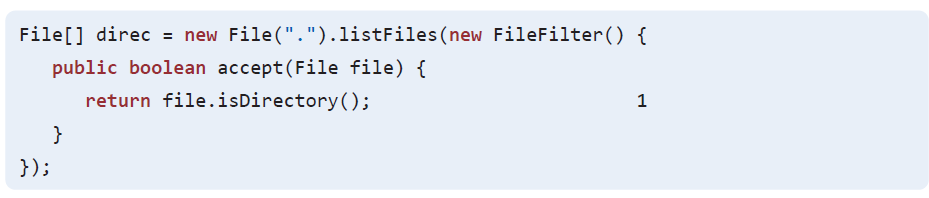 File[] direc = new File(".").listFiles(new FileFilter() {
   public boolean accept(File file) {
      return file.isDirectory();                        1
   }
});